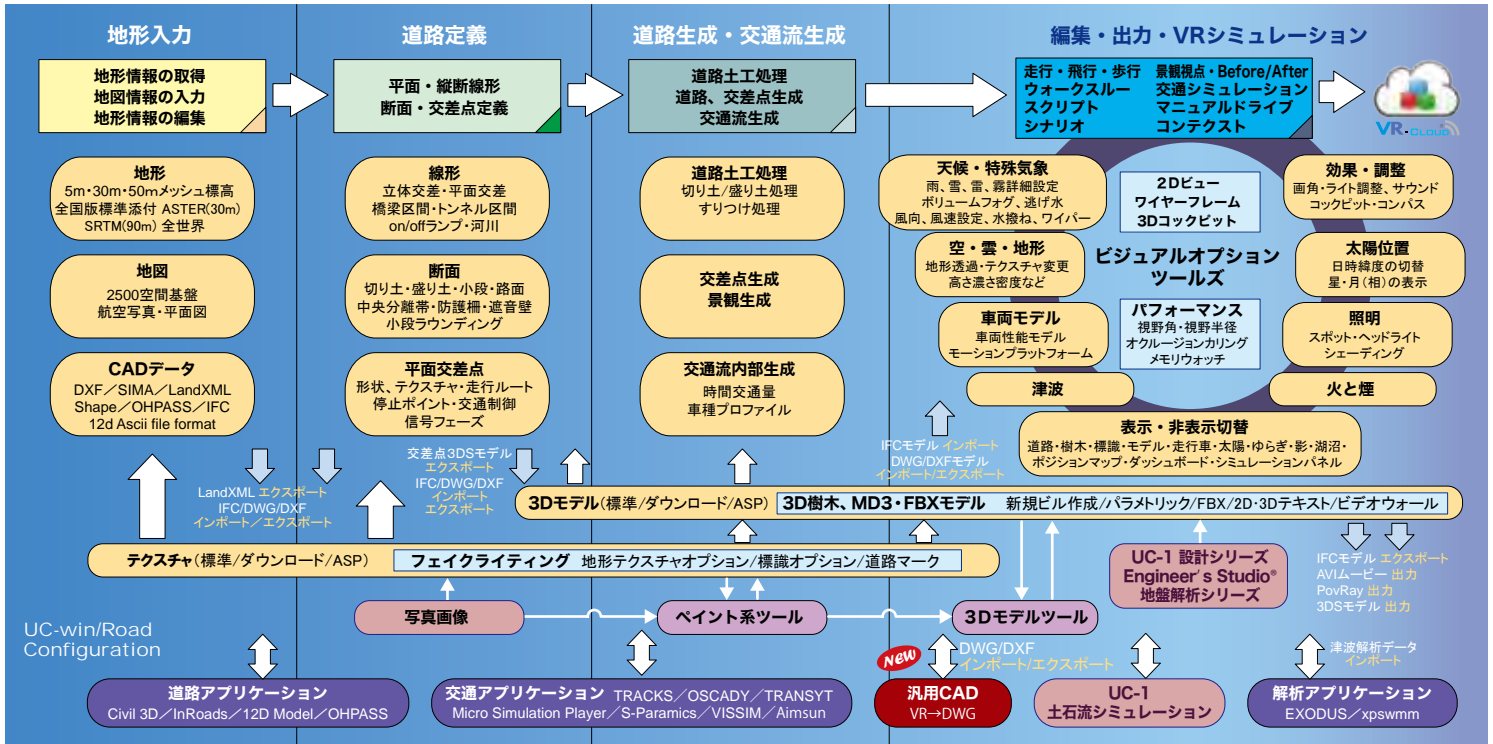 地形入力
道路定義
道路生成・交通流生成
編集・出力・VRシミュレーション
地形情報の取得
地図情報の入力
地形情報の編集
平面・縦断線形
断面・交差点定義
道路土工処理
道路、交差点生成
交通流生成
走行・飛行・歩行
ウォークスルー
スクリプト
シナリオ
景観視点・Before/After
交通シミュレーション
マニュアルドライブ
コンテクスト
VR-CLOUD
地形
5m・30m・50mメッシュ標高
全国版標準添付 ASTER(30m)
SRTM(90m) 全世界
地図
2500空間基盤
航空写真・平面図
CADデータ
DXF／SIMA／LandXML
Shape／OHPASS／IFC
12d Ascii file format
線形
立体交差・平面交差
橋梁区間・トンネル区間
on/offランプ・河川
断面
切り土・盛り土・小段・路面
中央分離帯・防護柵・遮音壁
小段ラウンディング
平面交差点
形状、テクスチャ・走行ルート
停止ポイント・交通制御
信号フェーズ
道路土工処理
切り土/盛り土処理
すりつけ処理
交差点生成
景観生成
交通流内部生成
時間交通量
車種プロファイル
天候・特殊気象
雨、雪、雷、霧詳細設定
ボリュームフォグ、逃げ水
風向、風速設定、水撥ね、ワイパー
空・雲・地形
地形透過・テクスチャ変更
高さ濃さ密度など
車両モデル
車両性能モデル
モーションプラットフォーム
津波
2Dビュー
ワイヤーフレーム
3Dコックピット
ビジュアルオプション
ツールズ
パフォーマンス
視野角・視野半径
オクルージョンカリング
メモリウォッチ
効果・調整
画角・ライト調整、サウンド
コックピット・コンパス
太陽位置
日時緯度の切替
星・月(相)の表示
照明
スポット・ヘッドライト
シェーディング
火と煙
表示・非表示切替
道路・樹木・標識・モデル・走行車・太陽・ゆらぎ・影・湖沼・
ポジションマップ・ダッシュボード・シミュレーションパネル
LandXML エクスポート
IFC/DWG/DXF
インポート／エクスポート
交差点3DSモデル
エクスポート
IFC/DWG/DXF
インポート
エクスポート
IFCモデル インポート
DWG/DXFモデル
インポート/エクスポート
3Dモデル(標準/ダウンロード/ASP) 3D樹木、MD3・FBXモデル 新規ビル作成/パラメトリック/FBX/2D・3Dテキスト/ビデオウォール
テクスチャ(標準/ダウンロード/ASP) フェイクライティング 地形テクスチャオプション/標識オプション/道路マーク
UC-1 設計シリーズ
Engineer's Studio®
地盤解析シリーズ
IFCモデル エクスポート
AVIムービー 出力
PovRay 出力
3DSモデル 出力
写真画像
ペイント系ツール
3Dモデルツール
UC-win/Road
Configuration
New
DWG/DXF
インポート/エクスポート
津波解析データ
インポート
道路アプリケーション
Civil 3D／InRoads／12D Model／OHPASS
交通アプリケーション TRACKS／OSCADY／TRANSYT
Micro Simulation Player／S-Paramics／VISSIM／Aimsun
汎用CAD
VR→DWG
UC-1
土石流シミュレーション
解析アプリケーション
EXODUS／xpswmm